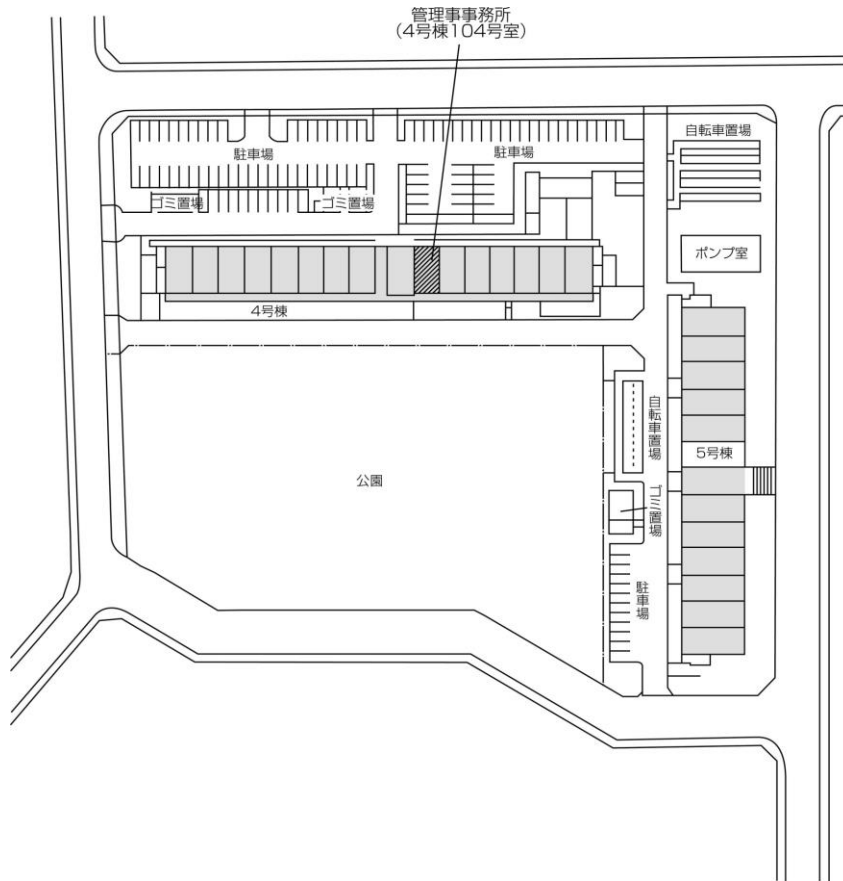 管理事事務所
(4号棟104号室)
自転車置場
駐車場
駐車場
ゴミ置場
ゴミ置場
ポンプ室
4号棟
自転車置場
5号棟
公園
ゴミ置場
駐車場